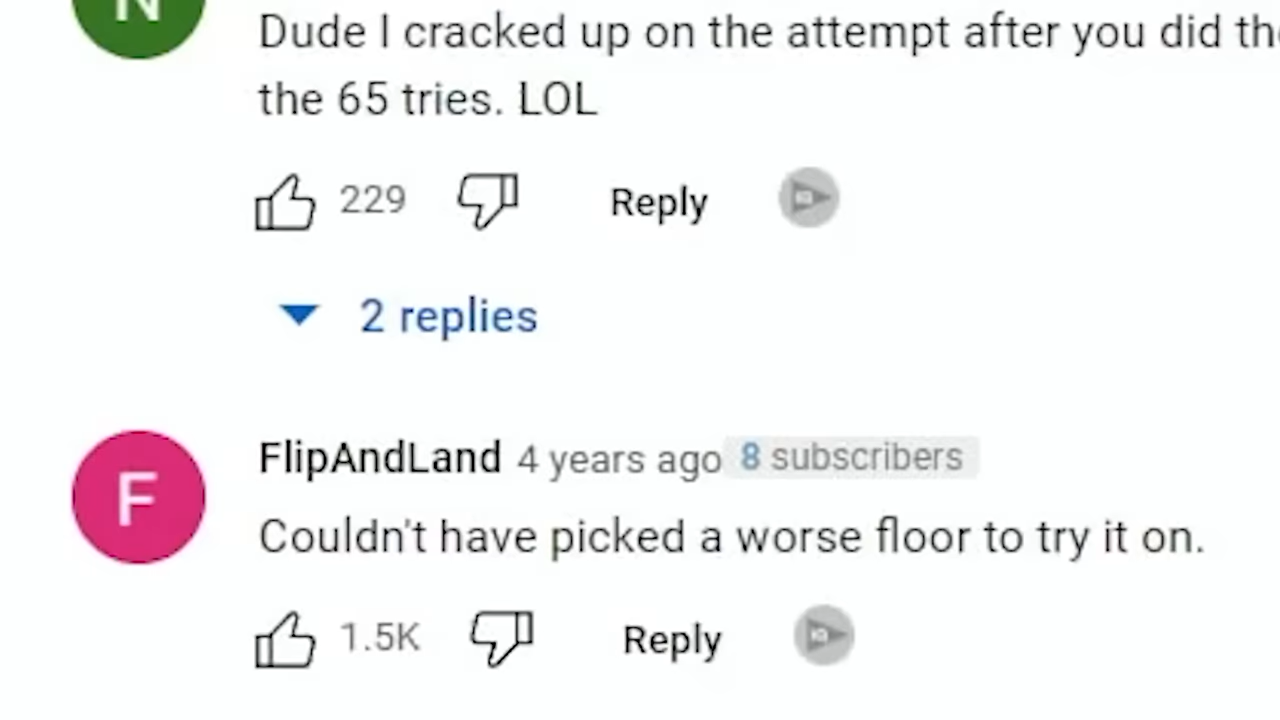 N
Dude I cracked up on the attempt after you did
the 65 tries. LOL
229 Reply
2 replies
FlipAndLand 4 years ago 8 subscribers
F
Couldn't have picked a worse floor to try it on.
1.5K Reply